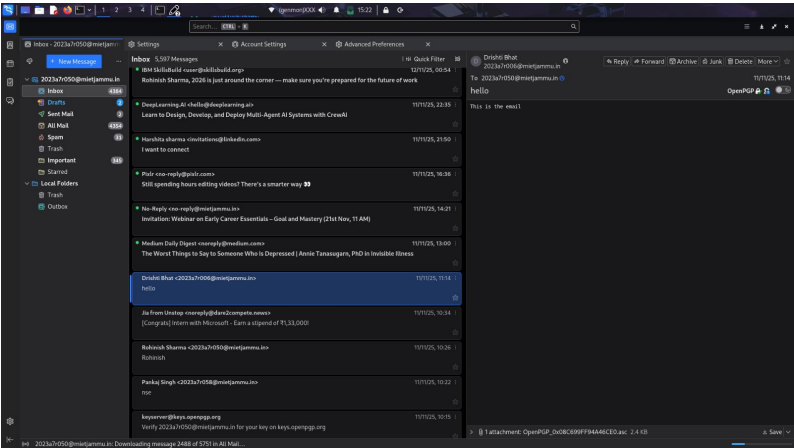 1 2 3 4
(genmon)XXX 15:22
Search... CTRL + K
Inbox - 2023a7r050@mietjamm
Settings
Account Settings
Advanced Preferences
+ New Message
2023a7r050@mietjammu.in
Inbox 4384
Drafts 2
Sent Mail 2
All Mail 4354
Spam 33
Trash
Important 345
Starred
Local Folders
Trash
Outbox
Inbox 5,597 Messages Quick Filter
IBM SkillsBuild <user@skillsbuild.org> 12/11/25, 00:54
Rohinish Sharma, 2026 is just around the corner — make sure you're prepared for the future of work
DeepLearning.AI <hello@deeplearning.ai> 11/11/25, 22:35
Learn to Design, Develop, and Deploy Multi-Agent AI Systems with CrewAI
Harshita sharma <invitations@linkedin.com> 11/11/25, 21:50
I want to connect
Pixlr <no-reply@pixlr.com> 11/11/25, 16:36
Still spending hours editing videos? There's a smarter way 👀
No-Reply <no-reply@mietjammu.in> 11/11/25, 14:21
Invitation: Webinar on Early Career Essentials – Goal and Mastery (21st Nov, 11 AM)
Medium Daily Digest <noreply@medium.com> 11/11/25, 13:00
The Worst Things to Say to Someone Who Is Depressed | Annie Tanasugarn, PhD in Invisible Illness
Drishti Bhat <2023a7r006@mietjammu.in> 11/11/25, 11:14
hello
Jia from Unstop <noreply@dare2compete.news> 11/11/25, 10:34
[Congrats] Intern with Microsoft - Earn a stipend of ₹1,33,000!
Rohinish Sharma <2023a7r050@mietjammu.in> 11/11/25, 10:26
Rohinish
Pankaj Singh <2023a7r058@mietjammu.in> 11/11/25, 10:22
nse
keyserver@keys.openpgp.org 11/11/25, 10:15
Verify 2023a7r050@mietjammu.in for your key on keys.openpgp.org
Drishti Bhat
2023a7r006@mietjammu.in
Reply Forward Archive Junk Delete More
To 2023a7r050@mietjammu.in 11/11/25, 11:14
hello OpenPGP
This is the email
1 attachment: OpenPGP_0x08C699FF94A46CE0.asc 2.4 KB Save
2023a7r050@mietjammu.in: Downloading message 2488 of 5751 in All Mail...